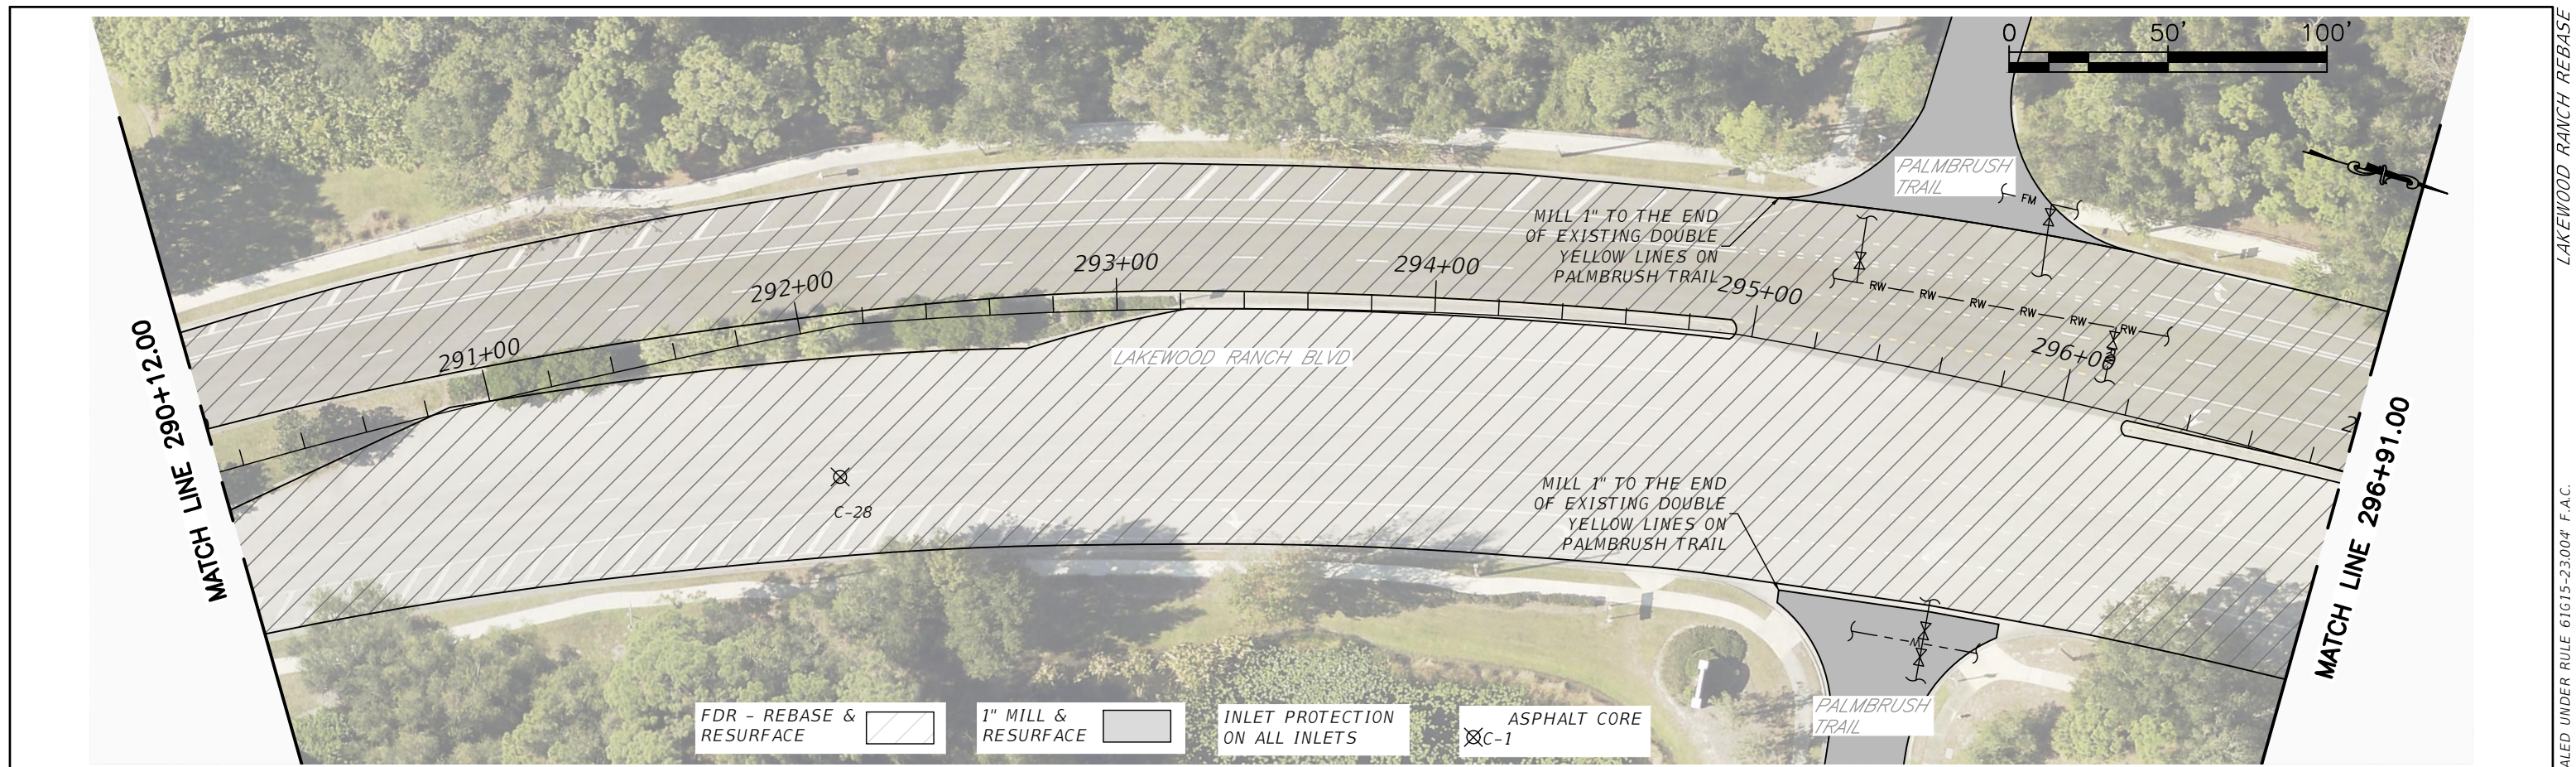 0 50' 100'
LAKEWOOD RANCH REBASE
PALMBRUSH
TRAIL
FM
MILL 1" TO THE END
OF EXISTING DOUBLE
YELLOW LINES ON
PALMBRUSH TRAIL
291+00
292+00
293+00
294+00
295+00
296+00
RW RW RW RW RW RW
MATCH LINE 290+12.00
LAKEWOOD RANCH BLVD
MATCH LINE 296+91.00
2
C-28
MILL 1" TO THE END
OF EXISTING DOUBLE
YELLOW LINES ON
PALMBRUSH TRAIL
PALMBRUSH
TRAIL
FDR - REBASE &
RESURFACE
1" MILL &
RESURFACE
INLET PROTECTION
ON ALL INLETS
ASPHALT CORE
C-1
ALED UNDER RULE 61G15-23.004' F.A.C.